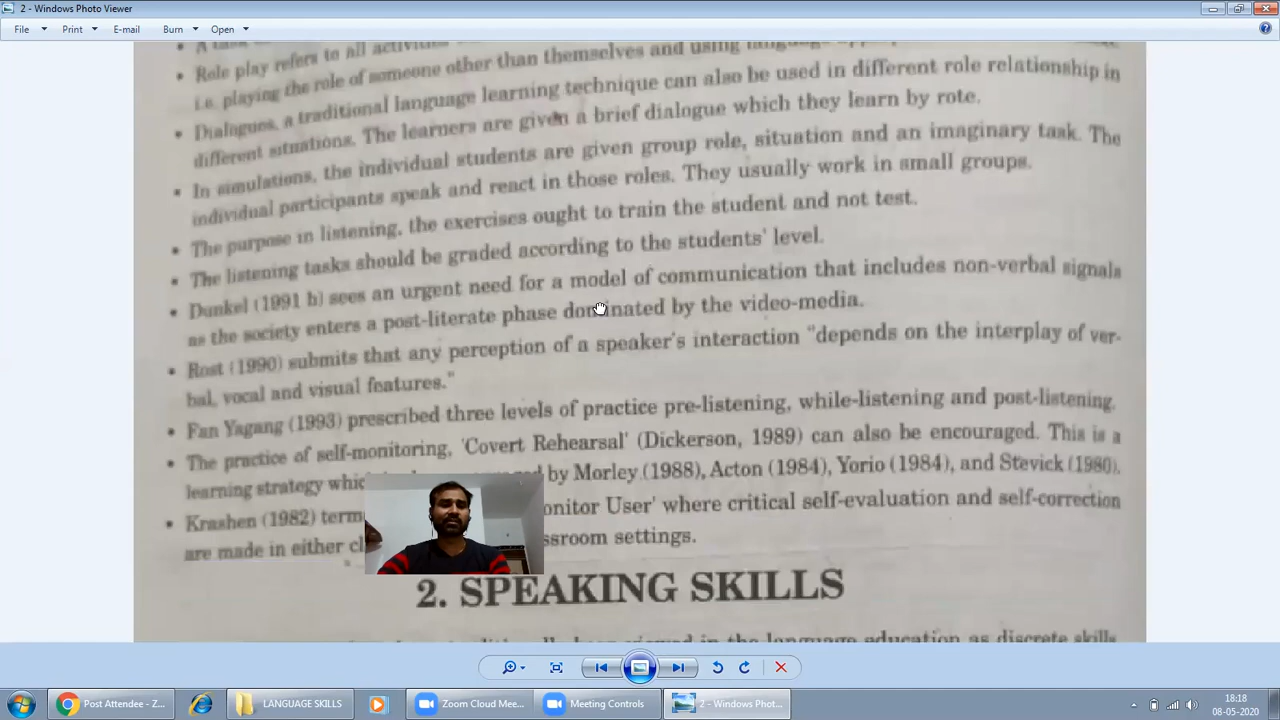 2 - Windows Photo Viewer
File Print E-mail Burn Open
Role play refers to all activities
i.e. playing the role of someone other than themselves and using language
• Dialogues, a traditional language learning technique can also be used in different role relationship in
different situations. The learners are given a brief dialogue which they learn by rote.
• In simulations, the individual students are given group role, situation and an imaginary task. The
individual participants speak and react in those roles. They usually work in small groups.
• The purpose in listening, the exercises ought to train the student and not test.
• The listening tasks should be graded according to the students' level.
• Dunkel (1991 b) sees an urgent need for a model of communication that includes non-verbal signals
as the society enters a post-literate phase dominated by the video-media.
• Rost (1990) submits that any perception of a speaker's interaction "depends on the interplay of ver-
bal, vocal and visual features."
• Fan Yagang (1993) prescribed three levels of practice pre-listening, while-listening and post-listening.
• The practice of self-monitoring, 'Covert Rehearsal' (Dickerson, 1989) can also be encouraged. This is a
learning strategy by Morley (1988), Acton (1984), Yorio (1984), and Stevick (1980).
• Krashen (1982) User' where critical self-evaluation and self-correction
are made in either settings.
2. SPEAKING SKILLS
in the language education as discrete skills
Post Attendee - Z... LANGUAGE SKILLS Zoom Cloud Mee... Meeting Controls 2 - Windows Phot...
18:18
08-05-2020